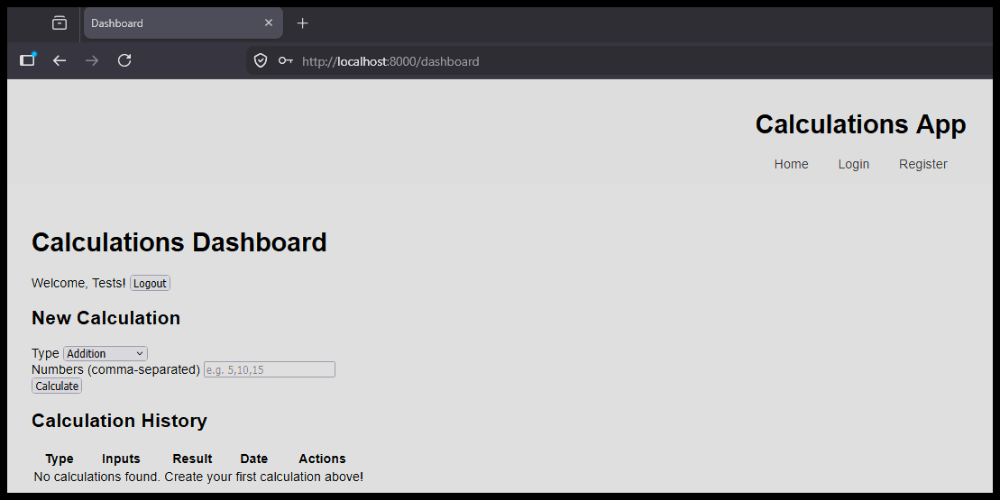 Dashboard
http://localhost:8000/dashboard
Calculations App
Home Login Register
Calculations Dashboard
Welcome, Tests! Logout
New Calculation
Type Addition
Numbers (comma-separated) e.g. 5,10,15
Calculate
Calculation History
Type Inputs Result Date Actions
No calculations found. Create your first calculation above!